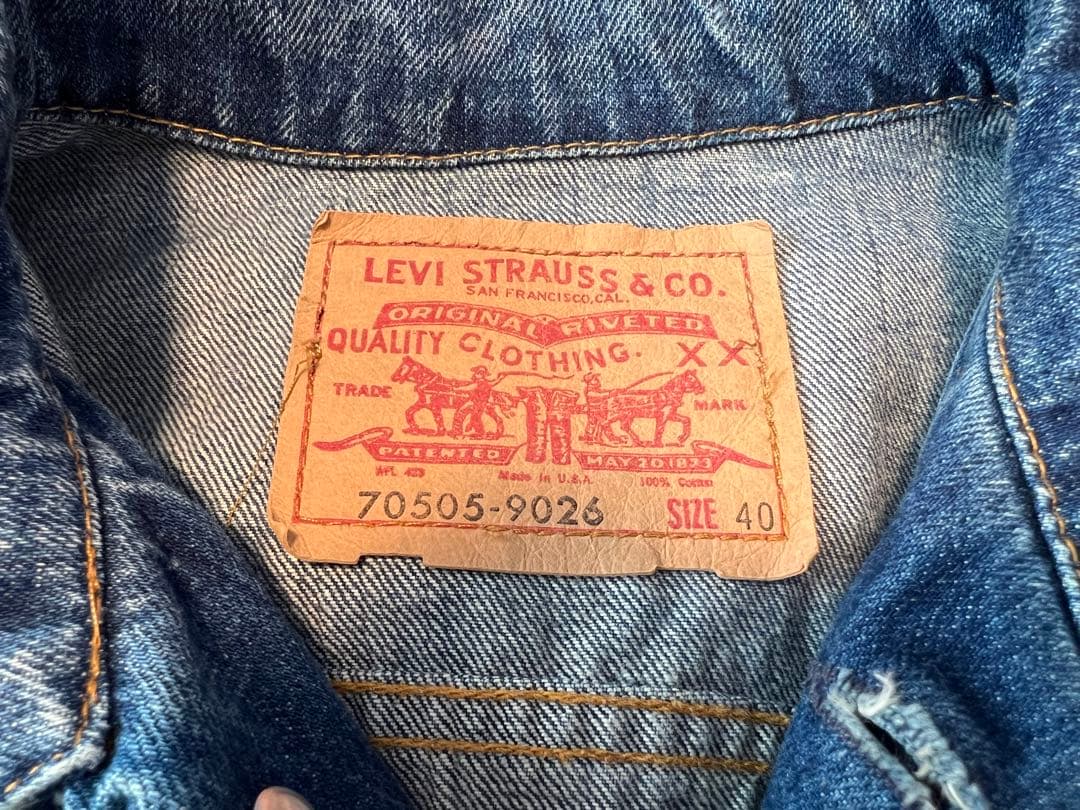 LEVI STRAUSS & CO.
SAN FRANCISCO, CAL.
ORIGINAL RIVETED
QUALITY CLOTHING. XX
TRADE MARK
PATENTED MAY 20 1873
Made in U.S.A. 100% Cotton
70505-9026 SIZE 40